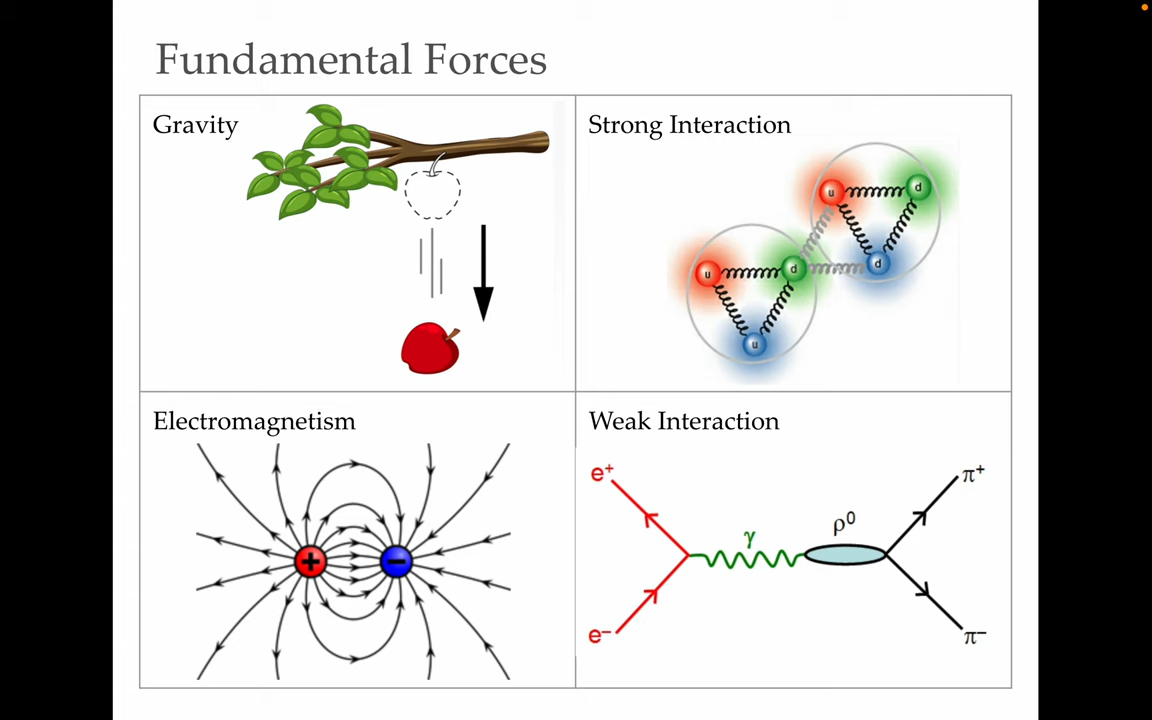 Fundamental Forces
Gravity
Strong Interaction
u
d
u
d
d
u
u
Electromagnetism
+
−
Weak Interaction
e⁺
π⁺
γ
ρ⁰
e⁻
π⁻